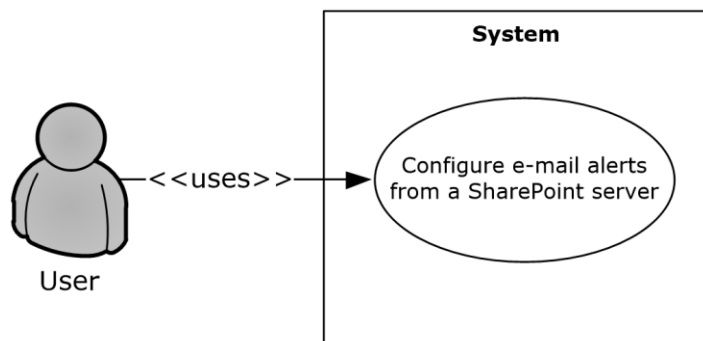 System
Configure e-mail alerts
from a SharePoint server
<<uses>>
User